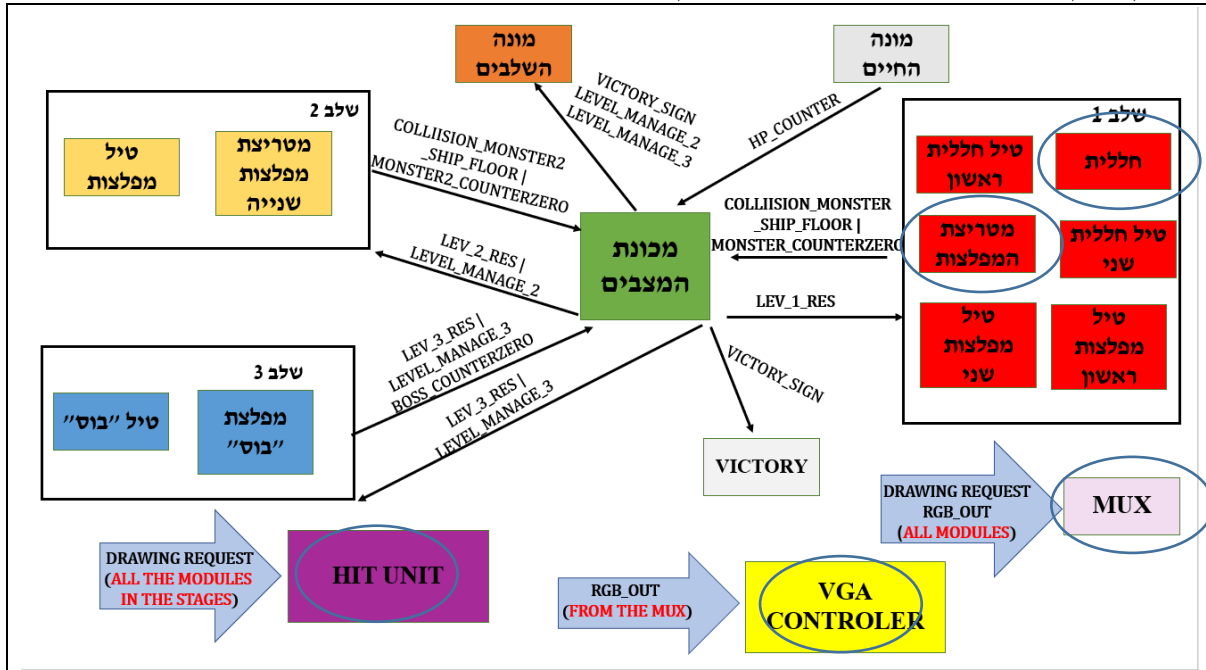 מונה
השלבים
מונה
החיים
VICTORY_SIGN
LEVEL_MANAGE_2
LEVEL_MANAGE_3
HP_COUNTER
שלב 2
טיל
מפלצות
מטריצת
מפלצות
שנייה
COLLIISION_MONSTER2
_SHIP_FLOOR |
MONSTER2_COUNTERZERO
LEV_2_RES |
LEVEL_MANAGE_2
מכונת
המצבים
COLLIISION_MONSTER
_SHIP_FLOOR |
MONSTER_COUNTERZERO
LEV_1_RES
שלב 1
טיל חללית
ראשון
חללית
מטריצת
המפלצות
טיל חללית
שני
טיל
מפלצות
שני
טיל
מפלצות
ראשון
שלב 3
טיל "בוס"
מפלצת
"בוס"
LEV_3_RES |
LEVEL_MANAGE_3
BOSS_COUNTERZERO
LEV_3_RES |
LEVEL_MANAGE_3
VICTORY_SIGN
VICTORY
DRAWING REQUEST
RGB_OUT
(ALL MODULES)
MUX
DRAWING REQUEST
(ALL THE MODULES
IN THE STAGES)
HIT UNIT
RGB_OUT
(FROM THE MUX)
VGA
CONTROLER